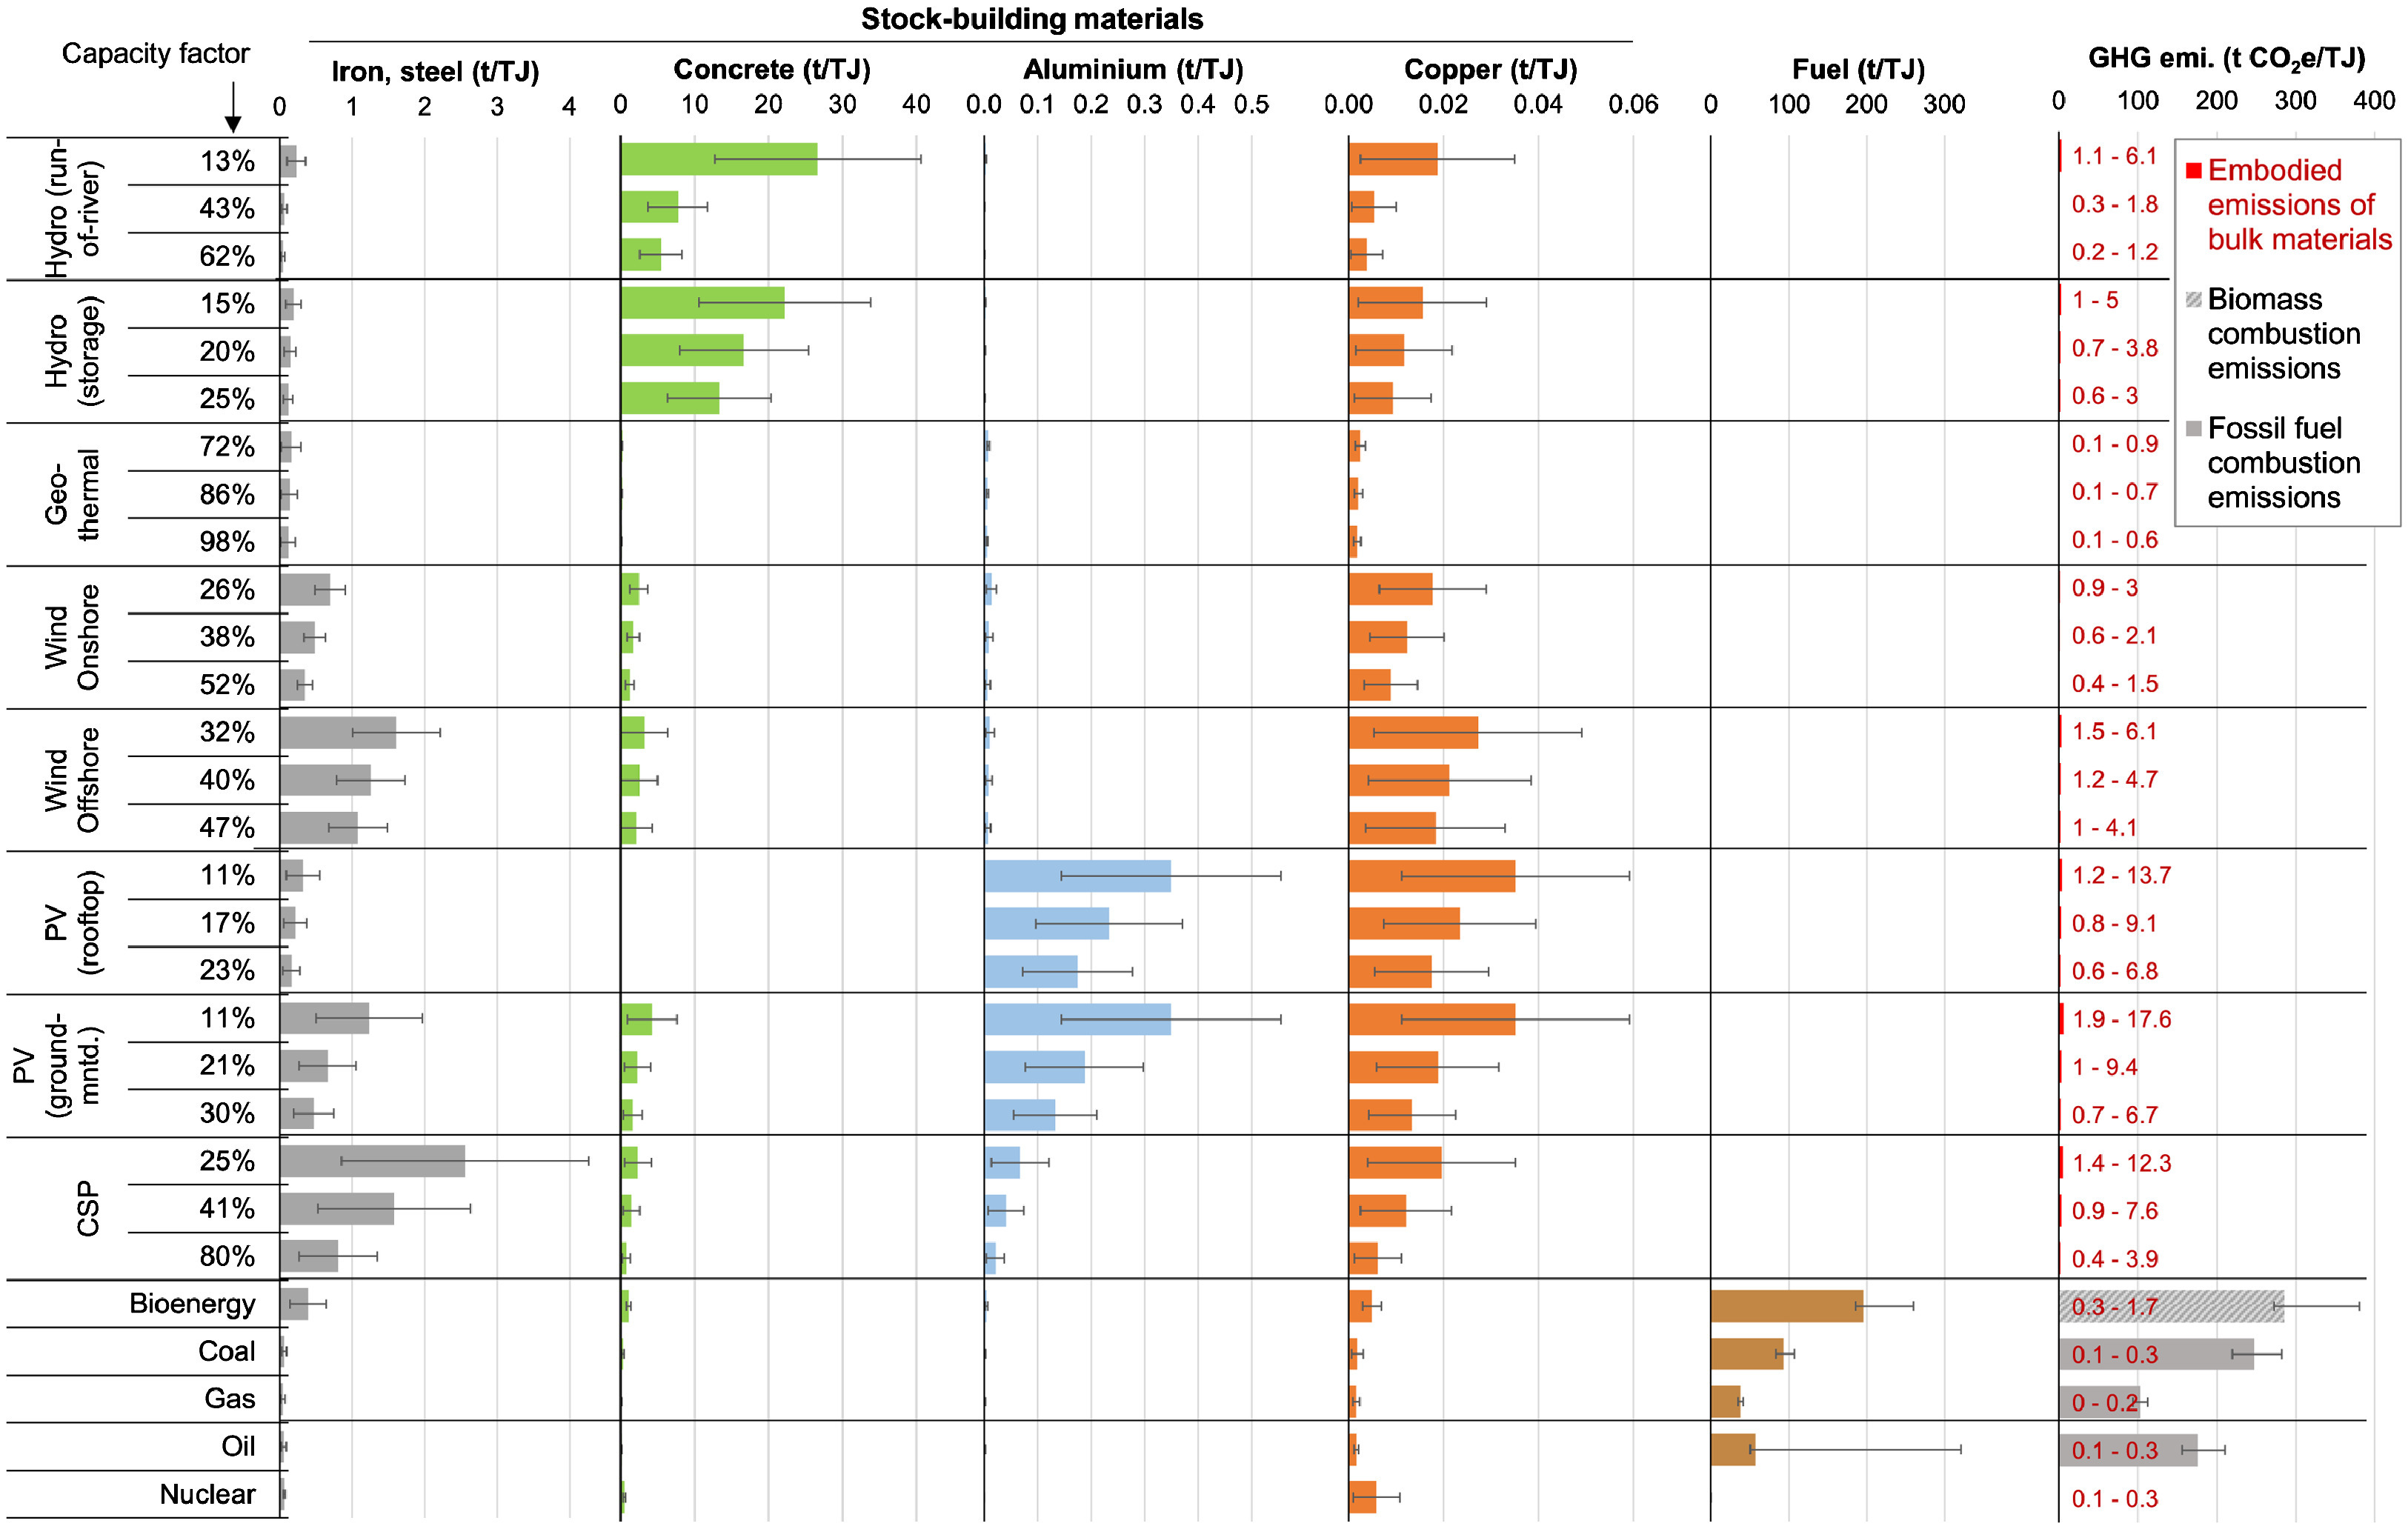 Stock-building materials
Capacity factor
Iron, steel (t/TJ)
Concrete (t/TJ)
Aluminium (t/TJ)
Copper (t/TJ)
Fuel (t/TJ)
GHG emi. (t CO₂e/TJ)
0 1 2 3 4
0 10 20 30 40
0.0 0.1 0.2 0.3 0.4 0.5
0.00 0.02 0.04 0.06
0 100 200 300
0 100 200 300 400
Embodied
emissions of
bulk materials
Biomass
combustion
emissions
Fossil fuel
combustion
emissions
Hydro (run-
of-river)
13% 1.1 - 6.1
43% 0.3 - 1.8
62% 0.2 - 1.2
Hydro
(storage)
15% 1 - 5
20% 0.7 - 3.8
25% 0.6 - 3
Geo-
thermal
72% 0.1 - 0.9
86% 0.1 - 0.7
98% 0.1 - 0.6
Wind
Onshore
26% 0.9 - 3
38% 0.6 - 2.1
52% 0.4 - 1.5
Wind
Offshore
32% 1.5 - 6.1
40% 1.2 - 4.7
47% 1 - 4.1
PV
(rooftop)
11% 1.2 - 13.7
17% 0.8 - 9.1
23% 0.6 - 6.8
PV
(ground-
mntd.)
11% 1.9 - 17.6
21% 1 - 9.4
30% 0.7 - 6.7
CSP
25% 1.4 - 12.3
41% 0.9 - 7.6
80% 0.4 - 3.9
Bioenergy 0.3 - 1.7
Coal 0.1 - 0.3
Gas 0 - 0.2
Oil 0.1 - 0.3
Nuclear 0.1 - 0.3